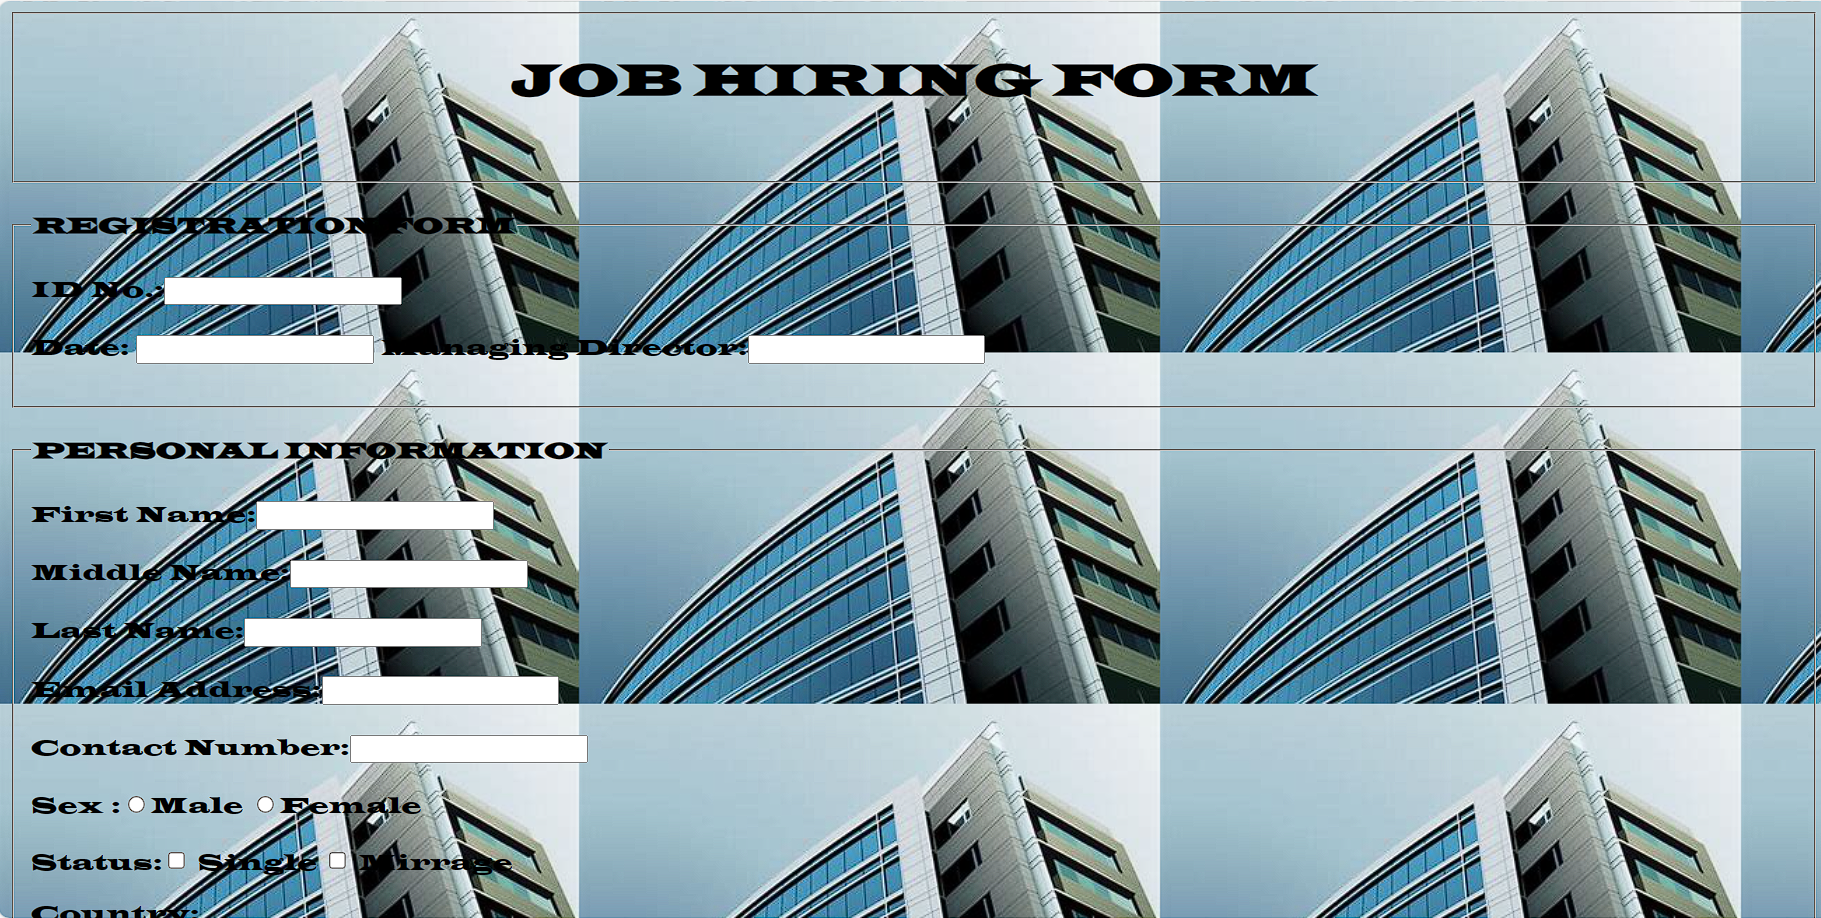 JOB HIRING FORM
REGISTRATION FORM
ID No.:
Date: Managing Director:
PERSONAL INFORMATION
First Name:
Middle Name:
Last Name:
Email Address:
Contact Number:
Sex : Male Female
Status: Single Mirrage
Country: